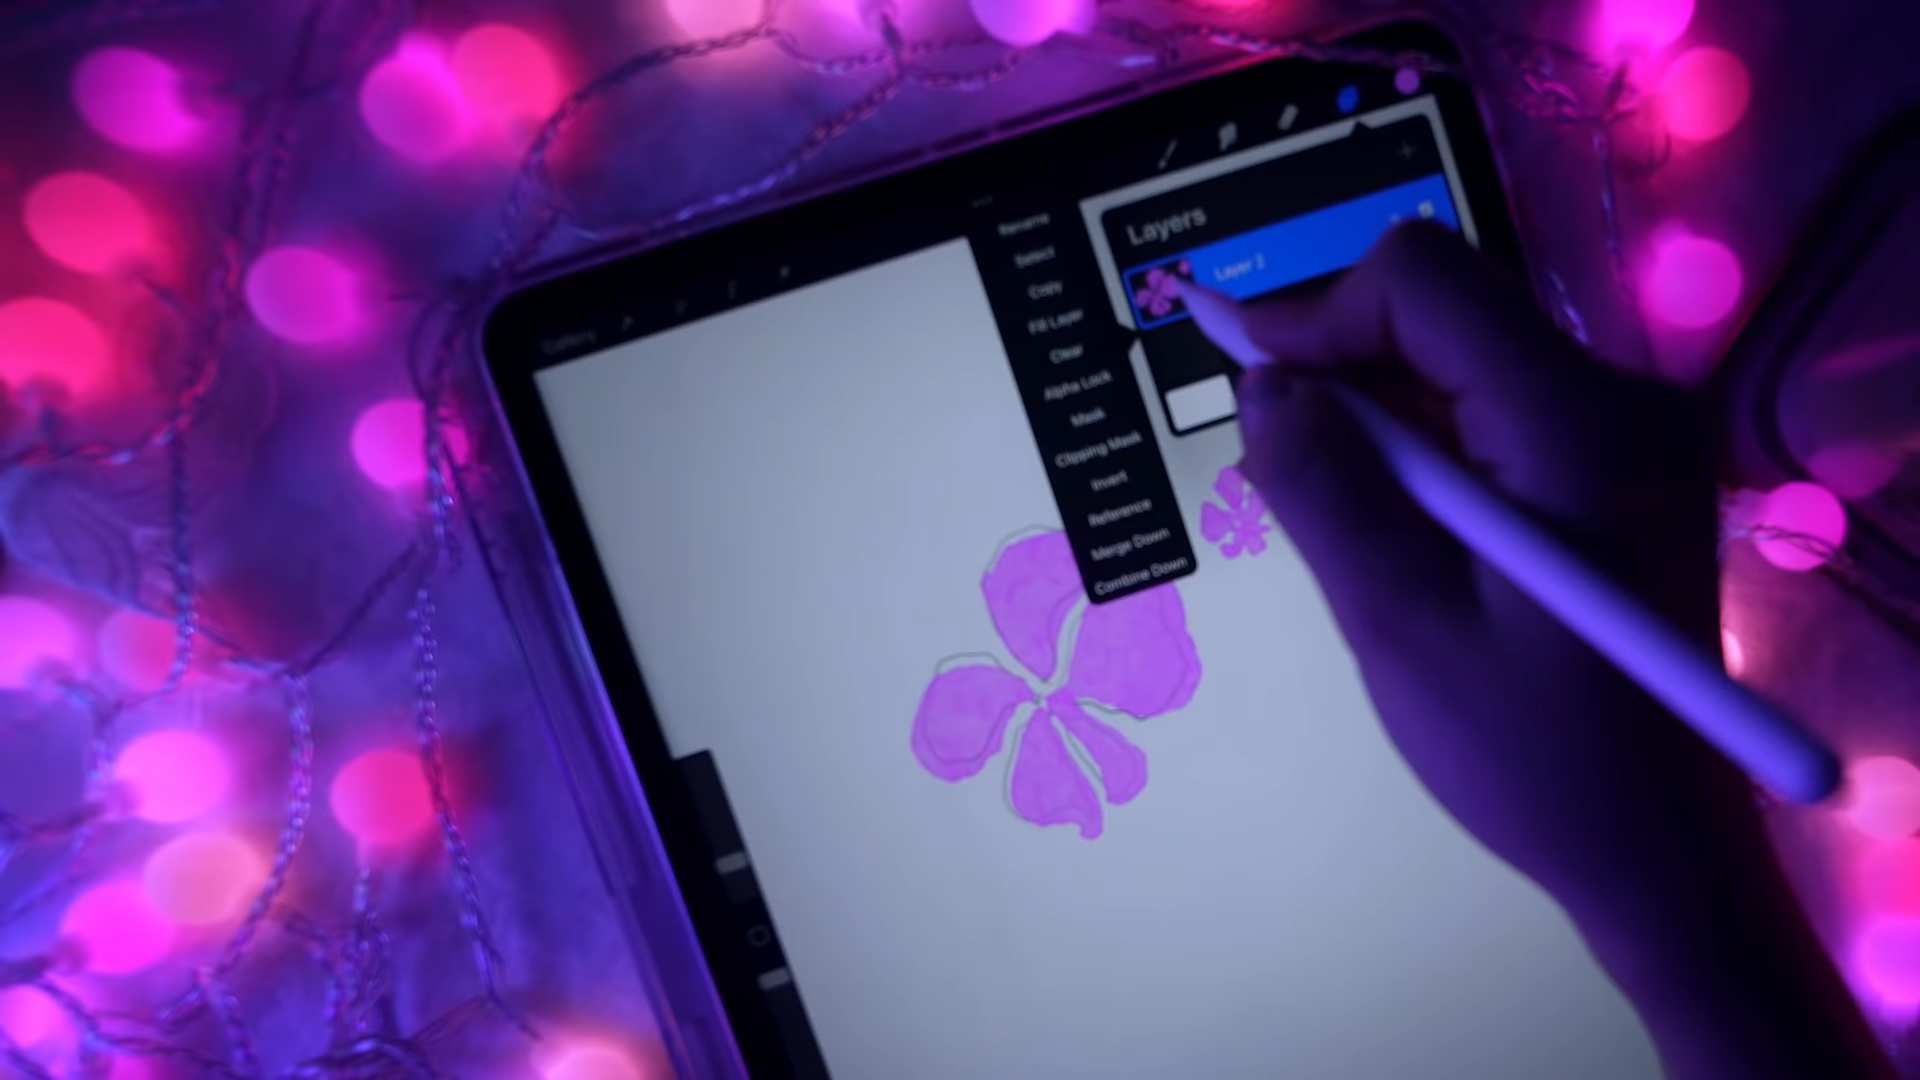 Gallery
Layers
Layer 2
Rename
Select
Copy
Fill Layer
Clear
Alpha Lock
Mask
Clipping Mask
Invert
Reference
Merge Down
Combine Down